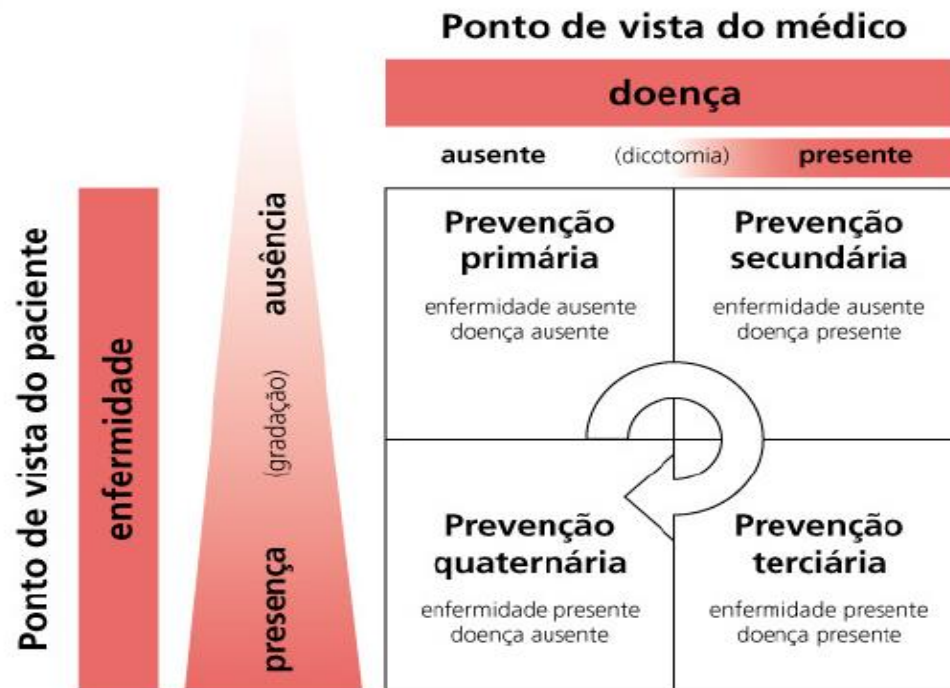 Ponto de vista do médico
doença
ausente (dicotomia) presente
Ponto de vista do paciente
enfermidade
ausência
(gradação)
presença
Prevenção
primária
enfermidade ausente
doença ausente
Prevenção
secundária
enfermidade ausente
doença presente
Prevenção
quaternária
enfermidade presente
doença ausente
Prevenção
terciária
enfermidade presente
doença presente